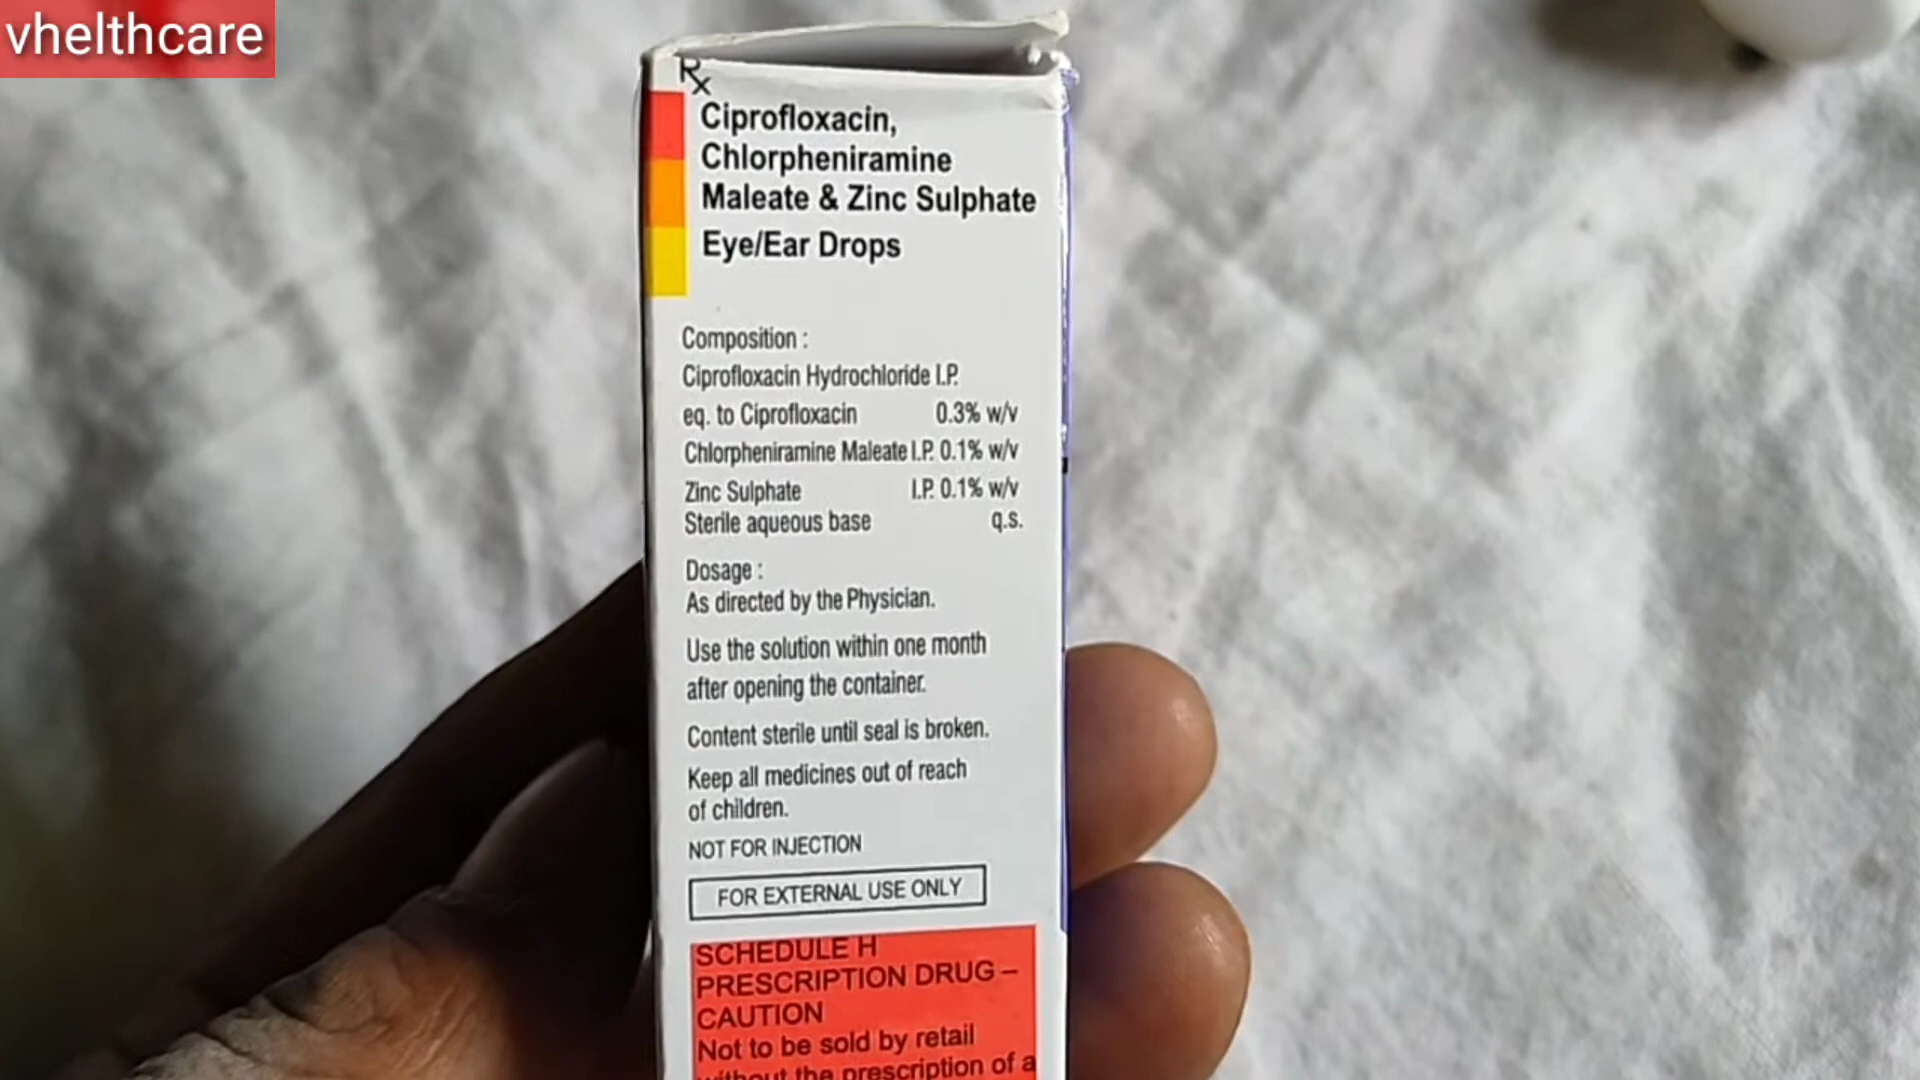 vhelthcare
Rx
Ciprofloxacin,
Chlorpheniramine
Maleate & Zinc Sulphate
Eye/Ear Drops
Composition :
Ciprofloxacin Hydrochloride I.P.
eq. to Ciprofloxacin 0.3% w/v
Chlorpheniramine Maleate I.P. 0.1% w/v
Zinc Sulphate I.P. 0.1% w/v
Sterile aqueous base q.s.
Dosage :
As directed by the Physician.
Use the solution within one month
after opening the container.
Content sterile until seal is broken.
Keep all medicines out of reach
of children.
NOT FOR INJECTION
FOR EXTERNAL USE ONLY
SCHEDULE H
PRESCRIPTION DRUG –
CAUTION
Not to be sold by retail
without the prescription of a